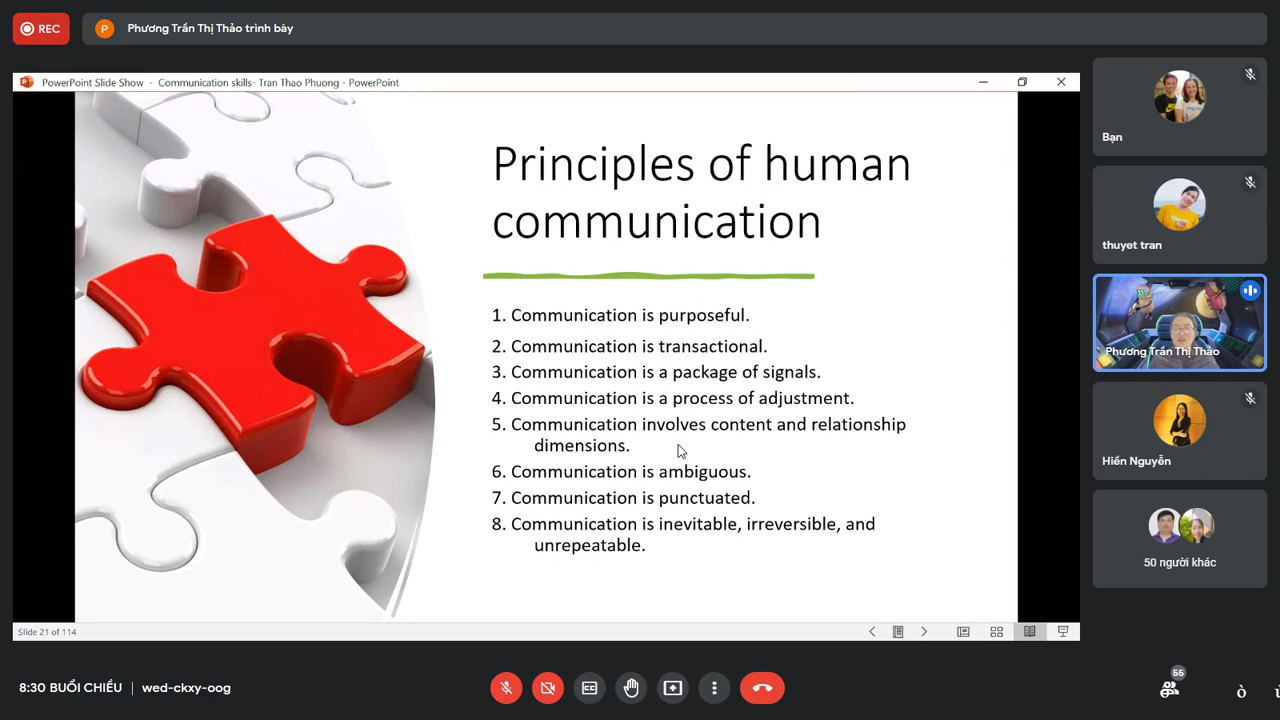 REC
P
Phương Trần Thị Thảo trình bày
PowerPoint Slide Show - Communication skills- Tran Thao Phuong - PowerPoint
Principles of human
communication
1. Communication is purposeful.
2. Communication is transactional.
3. Communication is a package of signals.
4. Communication is a process of adjustment.
5. Communication involves content and relationship
dimensions.
6. Communication is ambiguous.
7. Communication is punctuated.
8. Communication is inevitable, irreversible, and
unrepeatable.
Slide 21 of 114
Bạn
thuyet tran
Phương Trần Thị Thảo
Hiền Nguyễn
50 người khác
8:30 BUỔI CHIỀU
wed-ckxy-oog
CC
55
ò